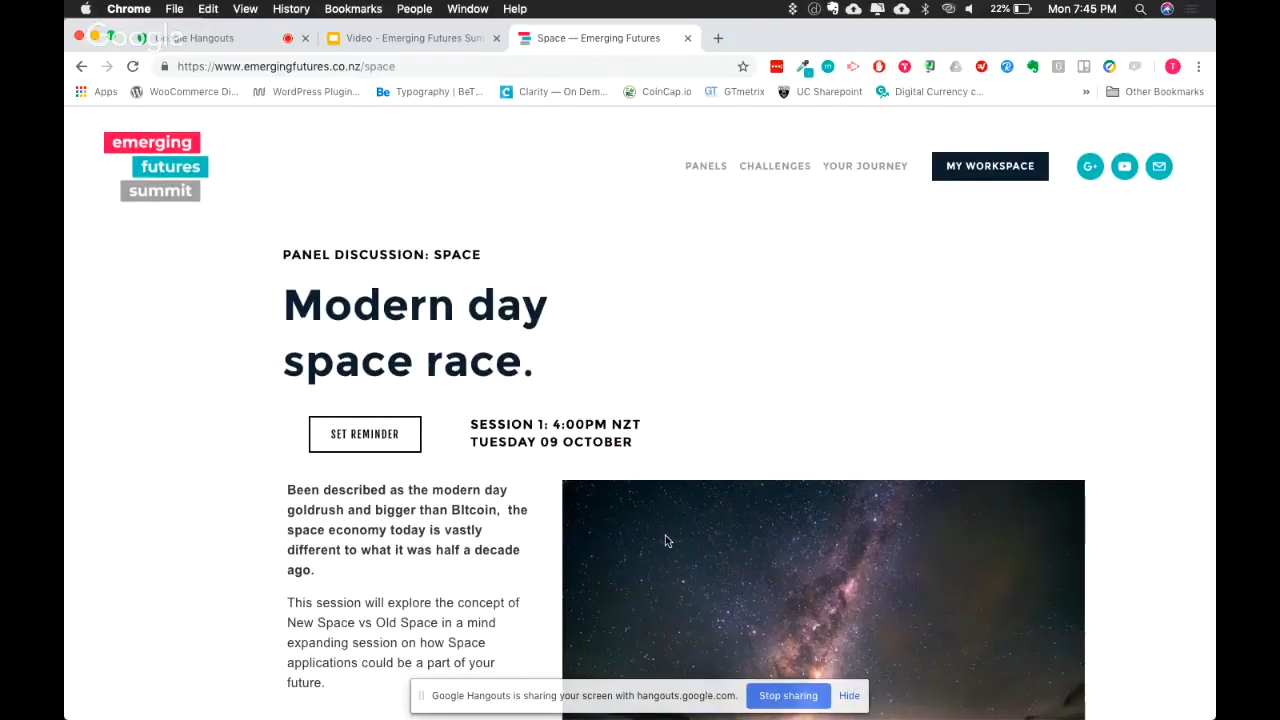 Chrome File Edit View History Bookmarks People Window Help 22% Mon 7:45 PM
Google Hangouts Video - Emerging Futures Sum Space — Emerging Futures
https://www.emergingfutures.co.nz/space
Apps WooCommerce Di... WordPress Plugin... Typography | BeT... Clarity — On Dem... CoinCap.io GTmetrix UC Sharepoint Digital Currency c... » Other Bookmarks
emerging
futures
summit
PANELS CHALLENGES YOUR JOURNEY MY WORKSPACE
PANEL DISCUSSION: SPACE
Modern day
space race.
SET REMINDER
SESSION 1: 4:00PM NZT
TUESDAY 09 OCTOBER
Been described as the modern day
goldrush and bigger than BItcoin, the
space economy today is vastly
different to what it was half a decade
ago.
This session will explore the concept of
New Space vs Old Space in a mind
expanding session on how Space
applications could be a part of your
future.
Google Hangouts is sharing your screen with hangouts.google.com. Stop sharing Hide